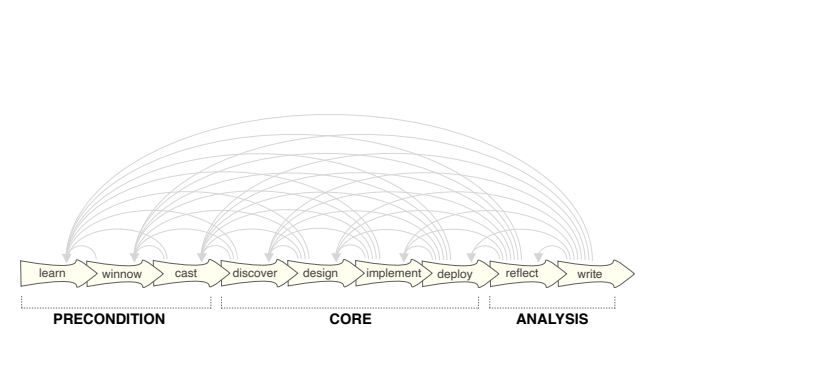 learn winnow cast discover design implement deploy reflect write
PRECONDITION CORE ANALYSIS